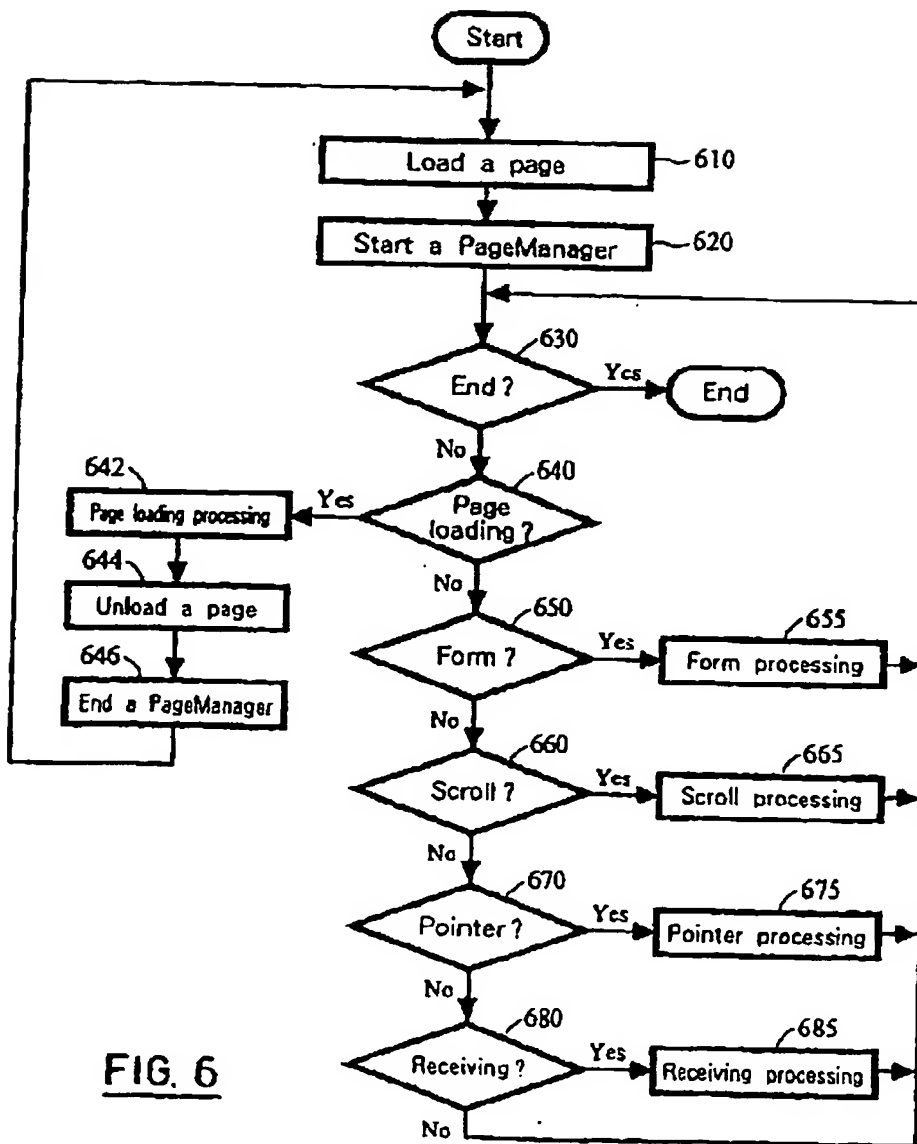 Start
Load a page
610
Start a PageManager
620
630
End ?
Yes
End
No
640
Page
loading ?
Yes
642
Page loading processing
644
Unload a page
646
End a PageManager
No
650
Form ?
Yes
655
Form processing
No
660
Scroll ?
Yes
665
Scroll processing
No
670
Pointer ?
Yes
675
Pointer processing
No
680
Receiving ?
Yes
685
Receiving processing
No
FIG. 6